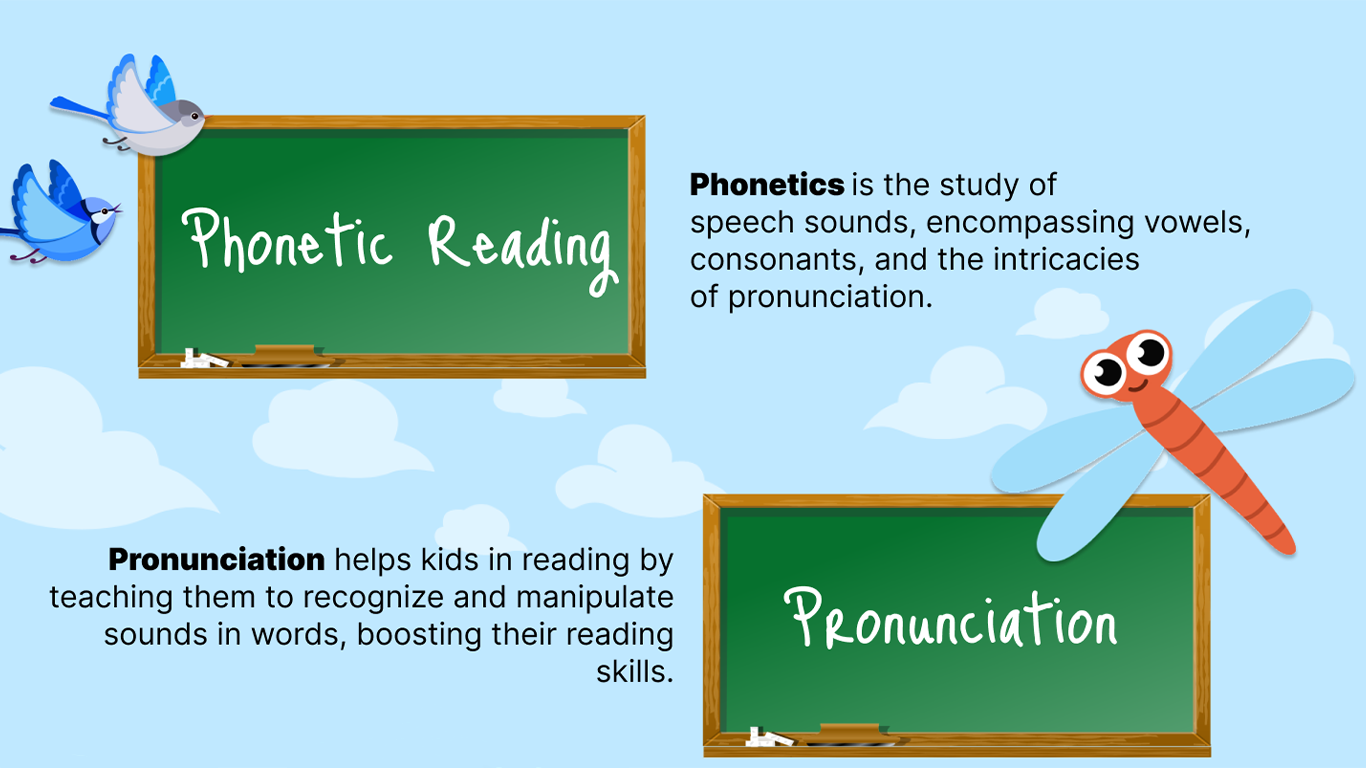 Phonetic Reading
Phonetics is the study of
speech sounds, encompassing vowels,
consonants, and the intricacies
of pronunciation.
Pronunciation helps kids in reading by
teaching them to recognize and manipulate
sounds in words, boosting their reading
skills.
Pronunciation